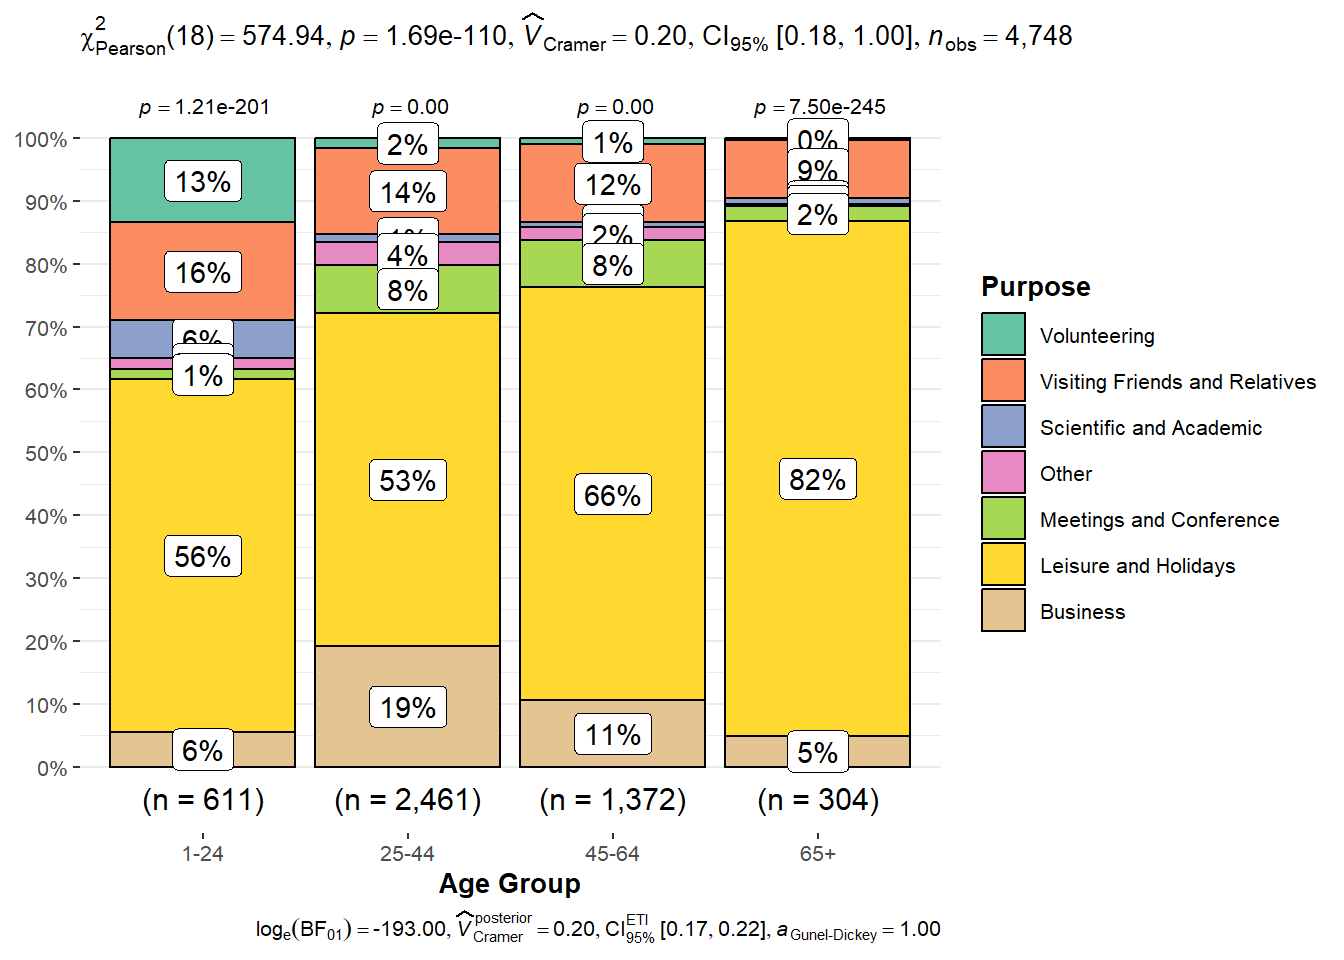 χ²Pearson(18) = 574.94, p = 1.69e-110, V̂Cramer = 0.20, CI95% [0.18, 1.00], nobs = 4,748
p = 1.21e-201 p = 0.00 p = 0.00 p = 7.50e-245
100%
90%
80%
70%
60%
50%
40%
30%
20%
10%
0%
13%
16%
6%
1%
56%
6%
2%
14%
4%
8%
53%
19%
1%
12%
2%
8%
66%
11%
0%
9%
2%
82%
5%
(n = 611) (n = 2,461) (n = 1,372) (n = 304)
1-24 25-44 45-64 65+
Age Group
Purpose
Volunteering
Visiting Friends and Relatives
Scientific and Academic
Other
Meetings and Conference
Leisure and Holidays
Business
loge(BF01) = -193.00, V̂posterior Cramer = 0.20, CI ETI 95% [0.17, 0.22], aGunel-Dickey = 1.00